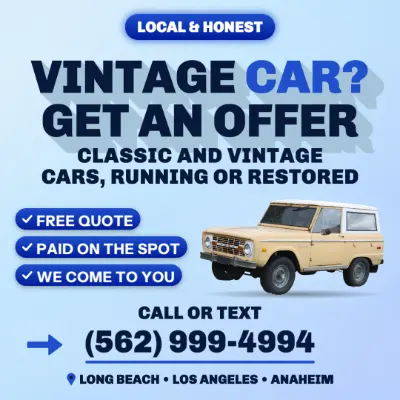 LOCAL & HONEST
VINTAGE CAR?
GET AN OFFER
CLASSIC AND VINTAGE
CARS, RUNNING OR RESTORED
✓ FREE QUOTE
✓ PAID ON THE SPOT
✓ WE COME TO YOU
CALL OR TEXT
(562) 999-4994
LONG BEACH • LOS ANGELES • ANAHEIM